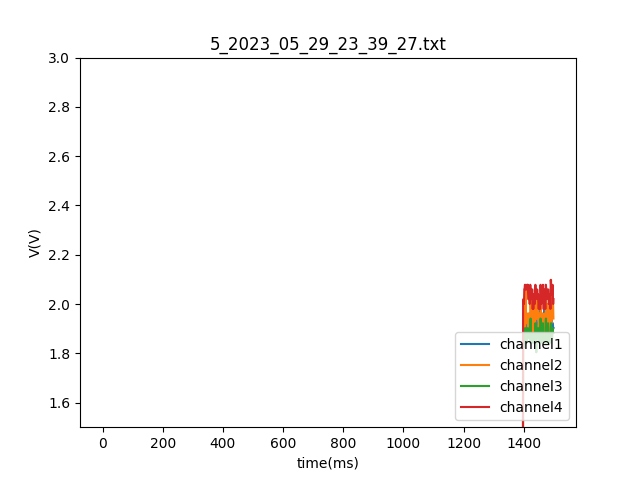 5_2023_05_29_23_39_27.txt
3.0
2.8
2.6
2.4
2.2
2.0
1.8
1.6
V(V)
channel1
channel2
channel3
channel4
0 200 400 600 800 1000 1200 1400
time(ms)